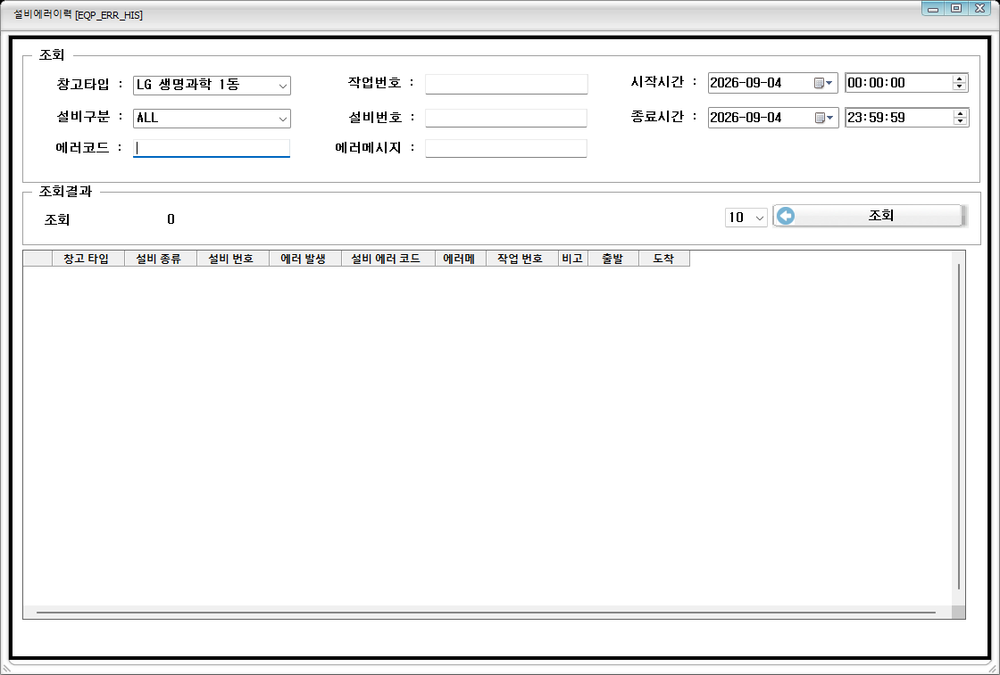 설비에러이력 [EQP_ERR_HIS]
조회
창고타입 : LG 생명과학 1동 작업번호 : 시작시간 : 2026-09-04 00:00:00
설비구분 : ALL 설비번호 : 종료시간 : 2026-09-04 23:59:59
에러코드 : 에러메시지 :
조회결과
조회 0 10 조회
창고 타입 설비 종류 설비 번호 에러 발생 설비 에러 코드 에러메 작업 번호 비고 출발 도착